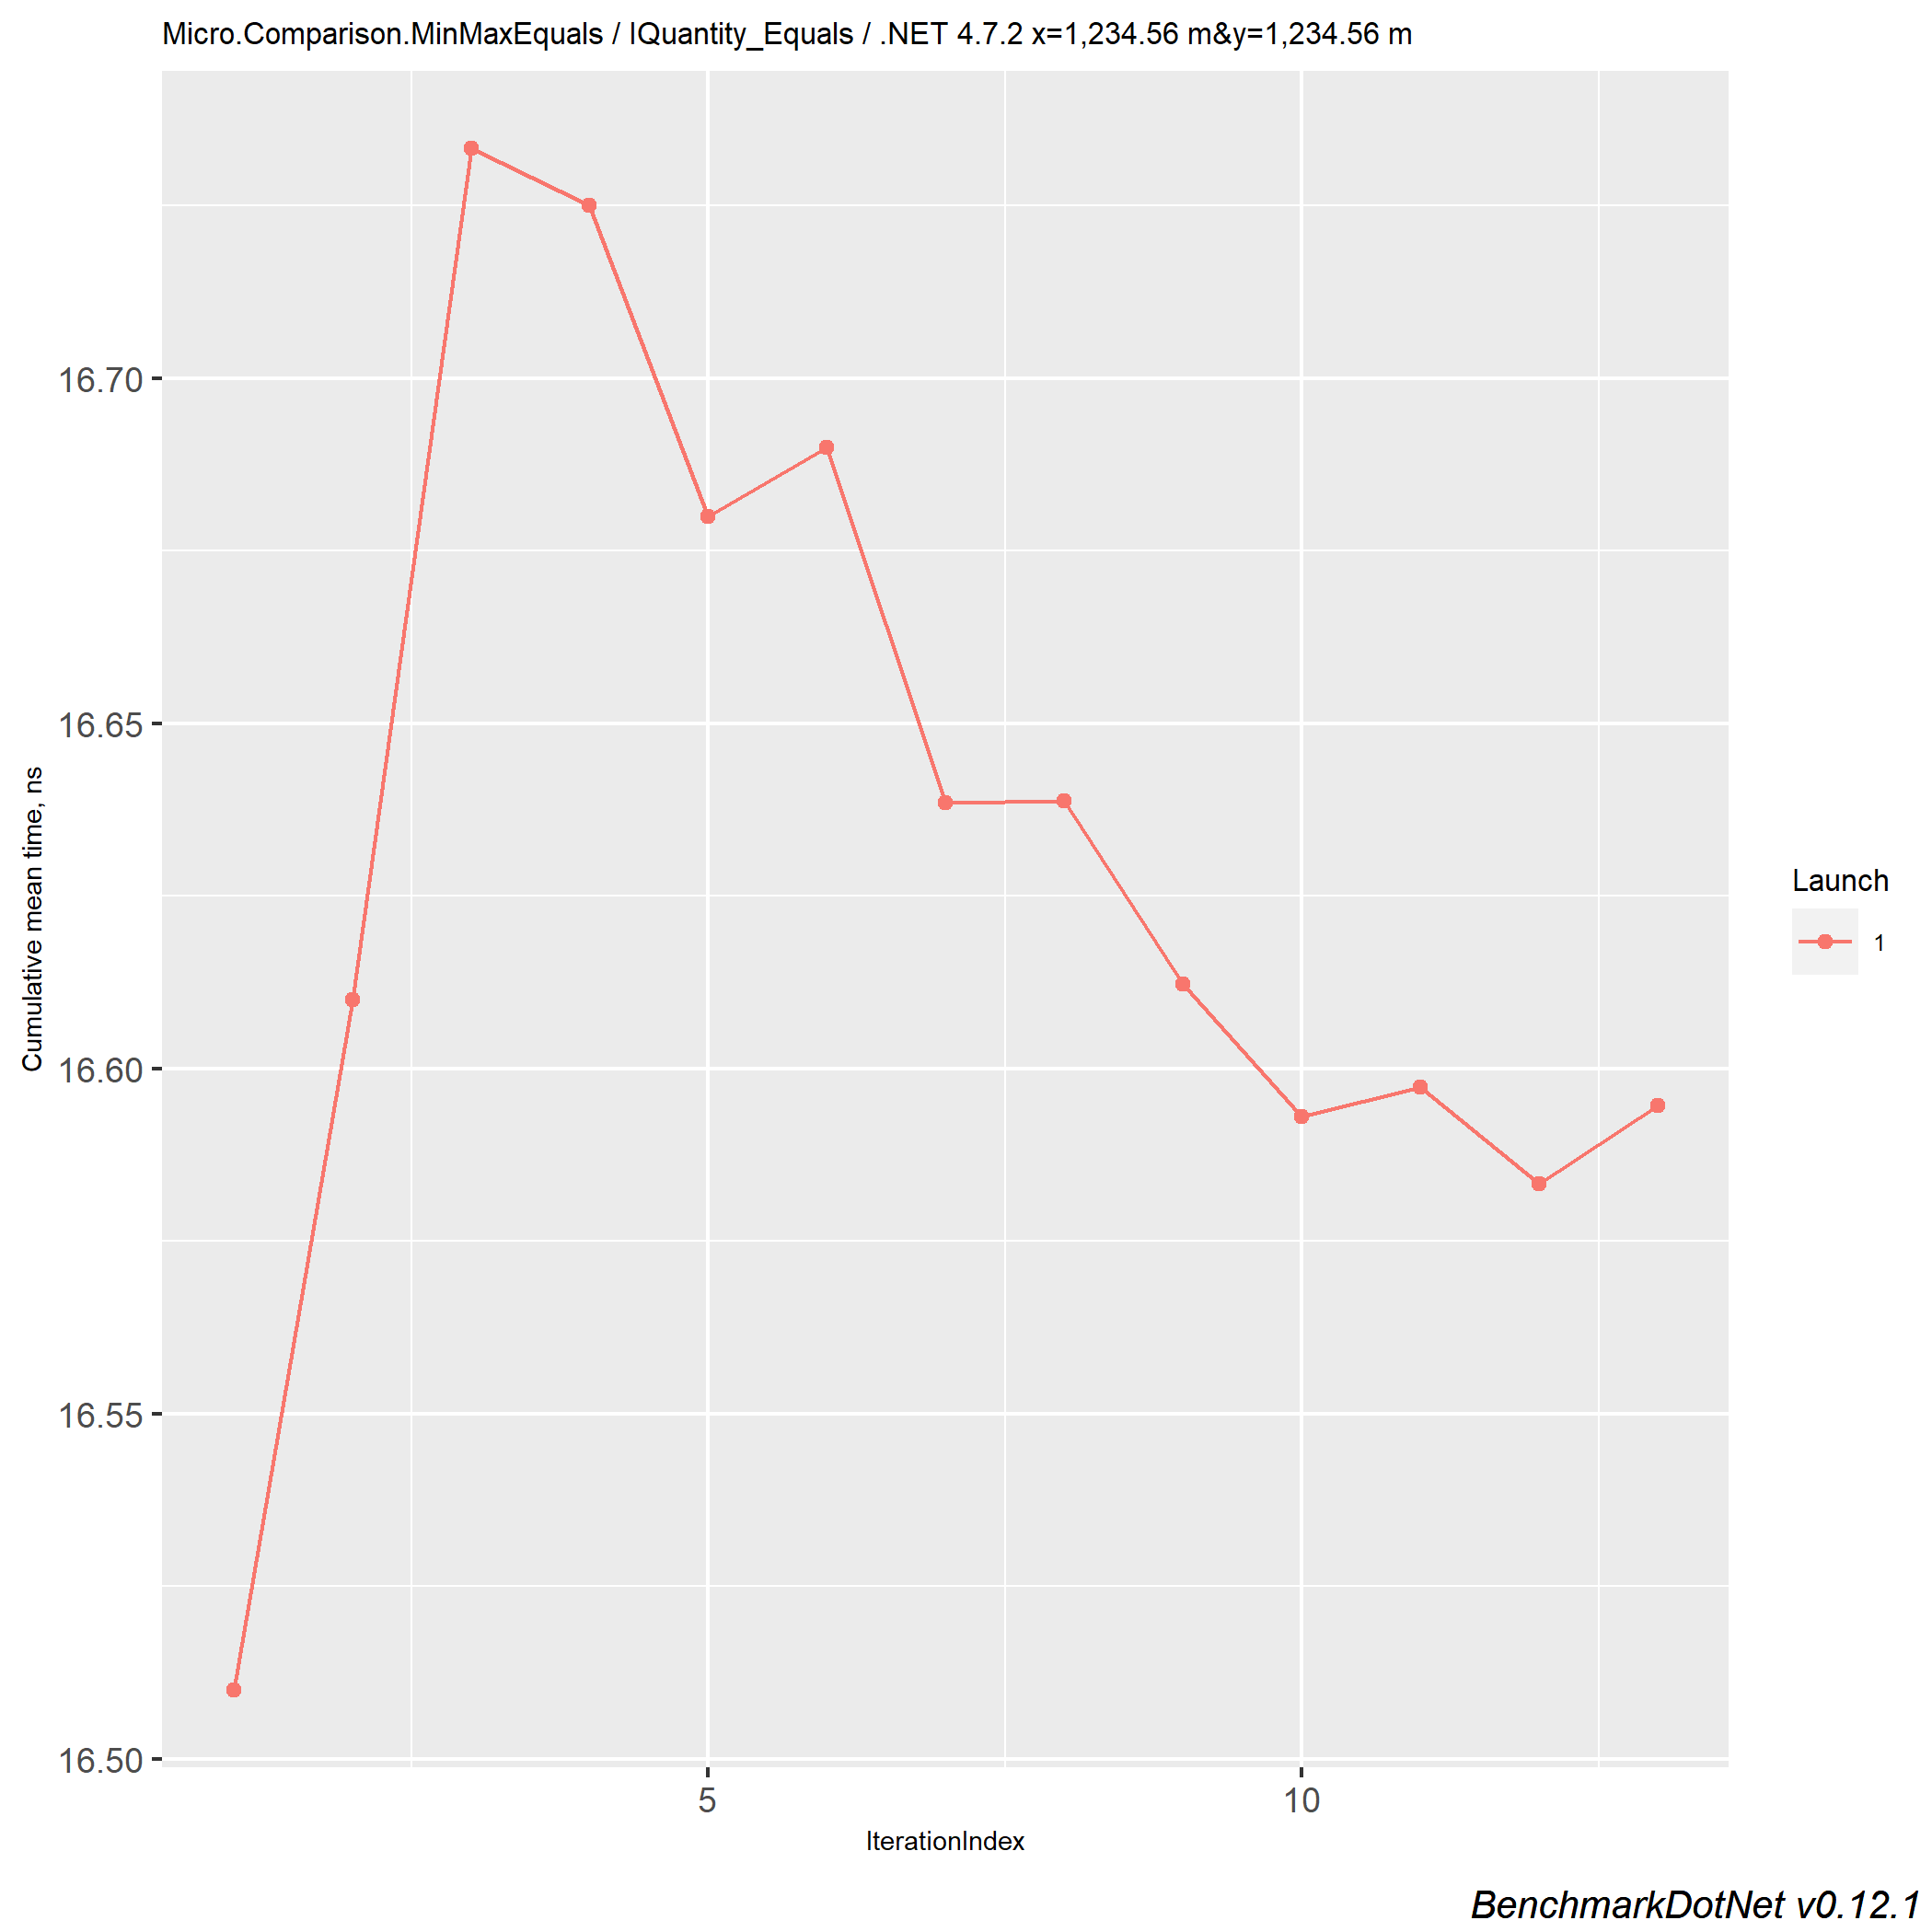 Micro.Comparison.MinMaxEquals / IQuantity_Equals / .NET 4.7.2 x=1,234.56 m&y=1,234.56 m
Cumulative mean time, ns
16.70
16.65
16.60
16.55
16.50
5
10
IterationIndex
Launch
1
BenchmarkDotNet v0.12.1